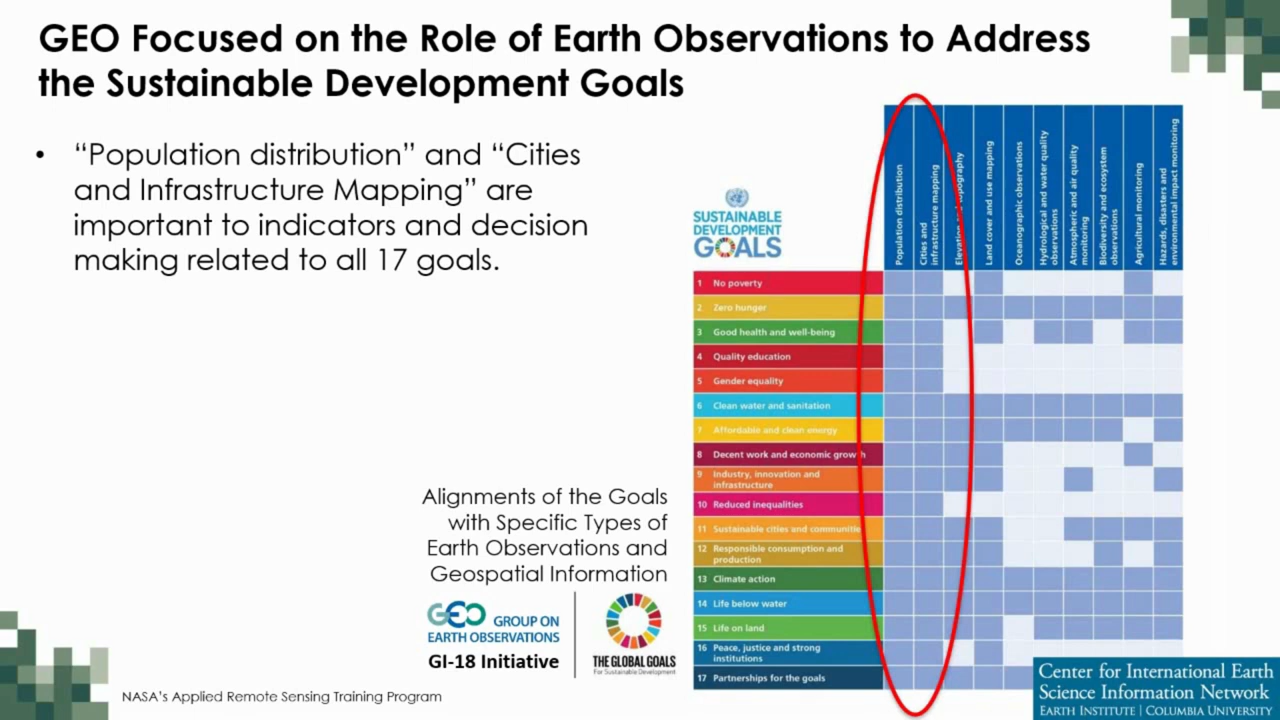 GEO Focused on the Role of Earth Observations to Address
the Sustainable Development Goals
• “Population distribution” and “Cities
and Infrastructure Mapping” are
important to indicators and decision
making related to all 17 goals.
SUSTAINABLE
DEVELOPMENT
GOALS
Population distribution
Cities and
infrastructure mapping
Elevation and topography
Land cover and use mapping
Oceanographic observations
Hydrological and water quality
observations
Atmospheric and air quality
monitoring
Biodiversity and ecosystem
observations
Agricultural monitoring
Hazards, disasters and
environmental impact monitoring
1 No poverty
2 Zero hunger
3 Good health and well-being
4 Quality education
5 Gender equality
6 Clean water and sanitation
7 Affordable and clean energy
8 Decent work and economic growth
9 Industry, innovation and
infrastructure
10 Reduced inequalities
11 Sustainable cities and communitie
12 Responsible consumption and
production
13 Climate action
14 Life below water
15 Life on land
16 Peace, justice and strong
institutions
17 Partnerships for the goals
Alignments of the Goals
with Specific Types of
Earth Observations and
Geospatial Information
GEO GROUP ON
EARTH OBSERVATIONS
GI-18 Initiative
THE GLOBAL GOALS
For Sustainable Development
NASA’s Applied Remote Sensing Training Program
Center for International Earth
Science Information Network
EARTH INSTITUTE | COLUMBIA UNIVERSITY